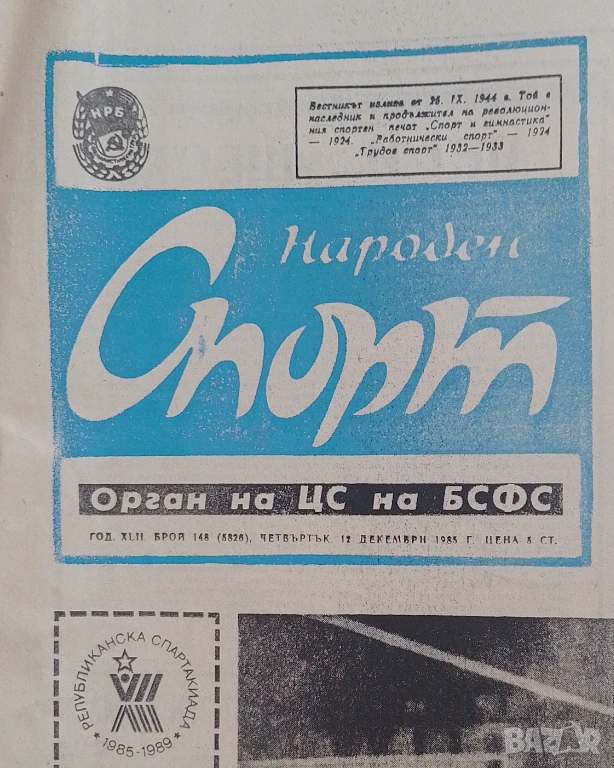 НРБ
Вестникът излиза от 26. IX. 1944 г. Той е
наследник и продължител на революцион-
ния спортен печат „Спорт и гимнастика"
— 1924. „Работнически спорт" — 1924
„Трудов спорт" 1932—1933
Народен
Спорт
Орган на ЦС на БСФС
ГОД. XLII. БРОЙ 148 (5826), ЧЕТВЪРТЪК, 12 ДЕКЕМВРИ 1985 Г. ЦЕНА 5 СТ.
РЕПУБЛИКАНСКА СПАРТАКИАДА
VII
1985-1989
BAZAR